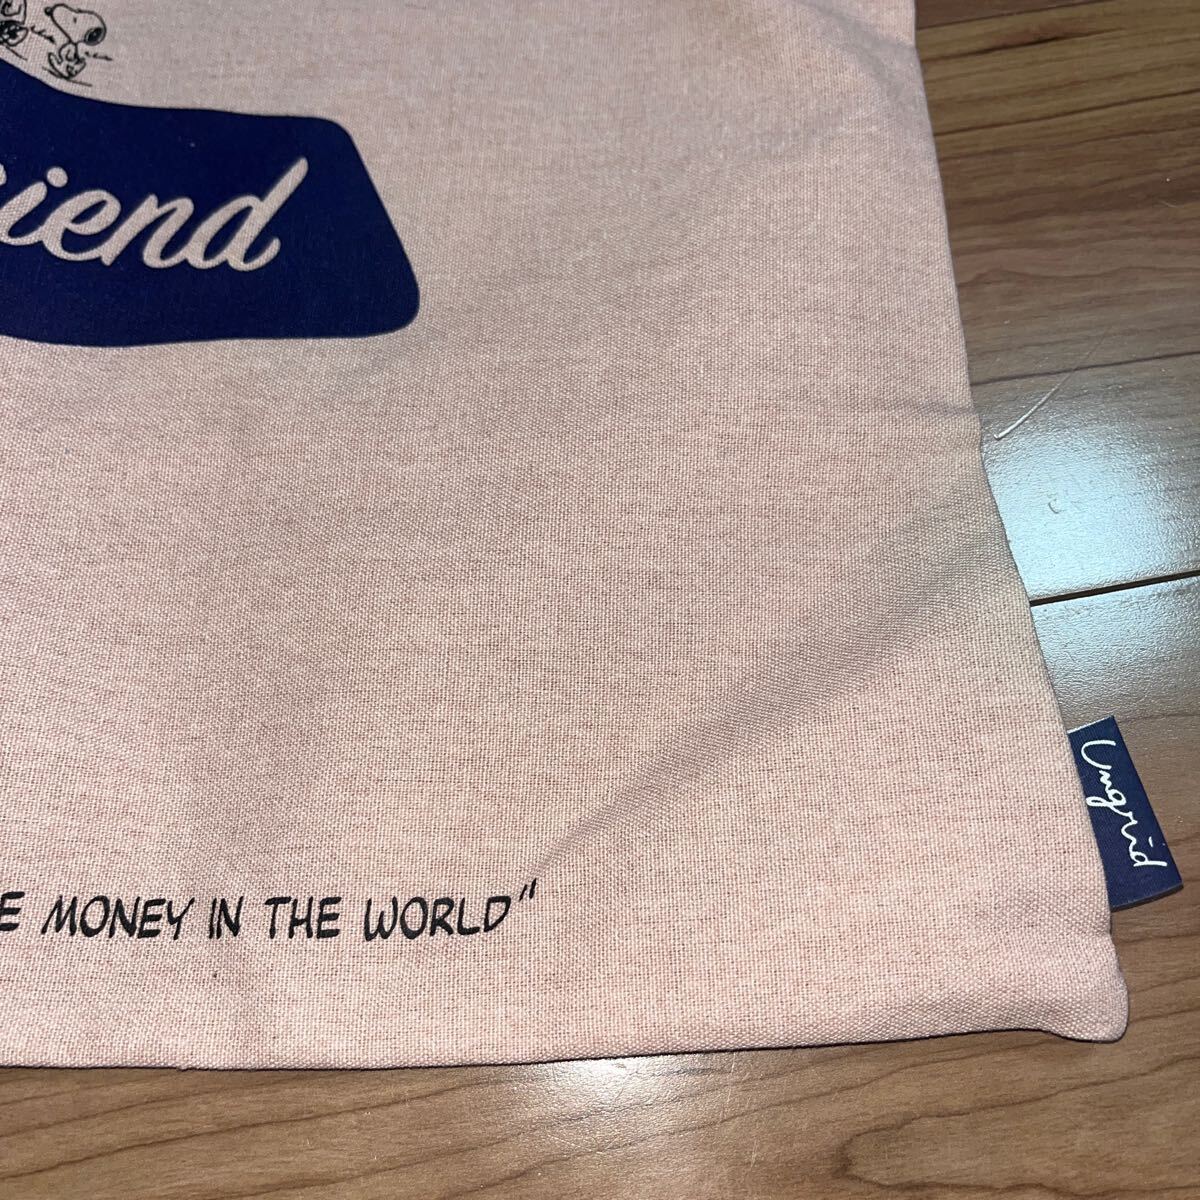 iend
E MONEY IN THE WORLD"
Ungrid